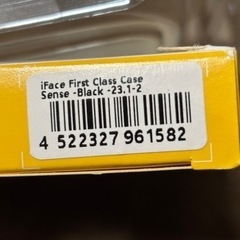 iFace First Class Case
Sense -Black -23.1-2
4 522327 961582